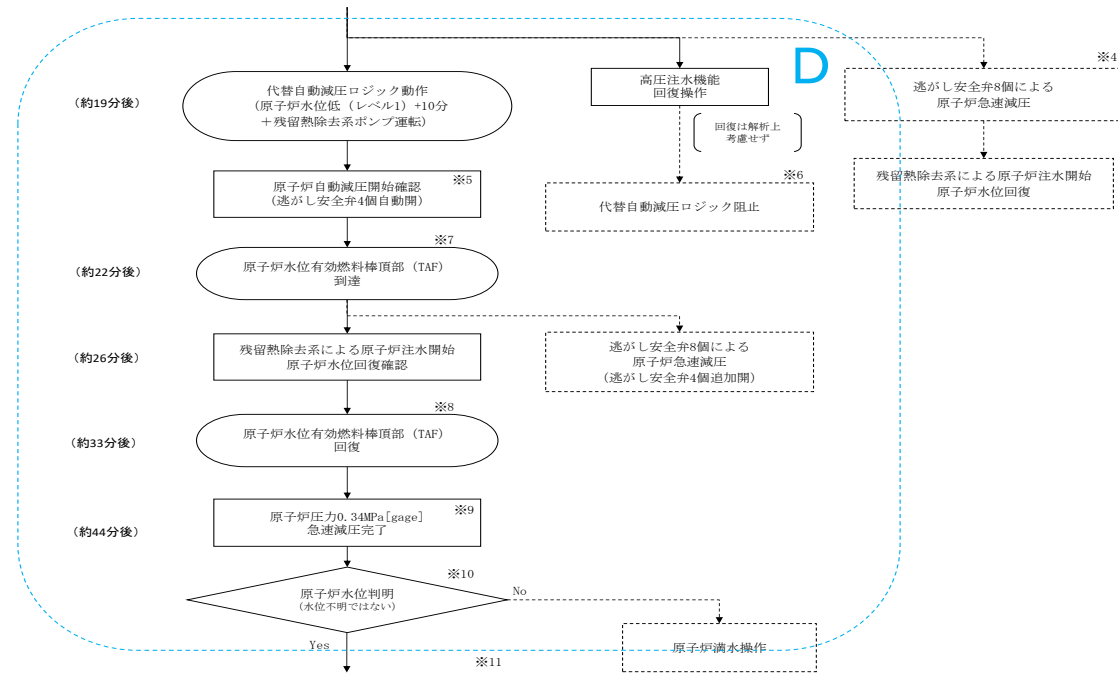 D
※4
(約19分後)
代替自動減圧ロジック動作
(原子炉水位低（レベル1）+10分
＋残留熱除去系ポンプ運転)
高圧注水機能
回復操作
回復は解析上
考慮せず
逃がし安全弁8個による
原子炉急速減圧
※5
原子炉自動減圧開始確認
(逃がし安全弁4個自動開)
※6
代替自動減圧ロジック阻止
残留熱除去系による原子炉注水開始
原子炉水位回復
※7
(約22分後)
原子炉水位有効燃料棒頂部（TAF）
到達
(約26分後)
残留熱除去系による原子炉注水開始
原子炉水位回復確認
逃がし安全弁8個による
原子炉急速減圧
(逃がし安全弁4個追加開)
※8
(約33分後)
原子炉水位有効燃料棒頂部（TAF）
回復
※9
(約44分後)
原子炉圧力0.34MPa[gage]
急速減圧完了
※10
原子炉水位判明
(水位不明ではない)
No
Yes
原子炉満水操作
※11